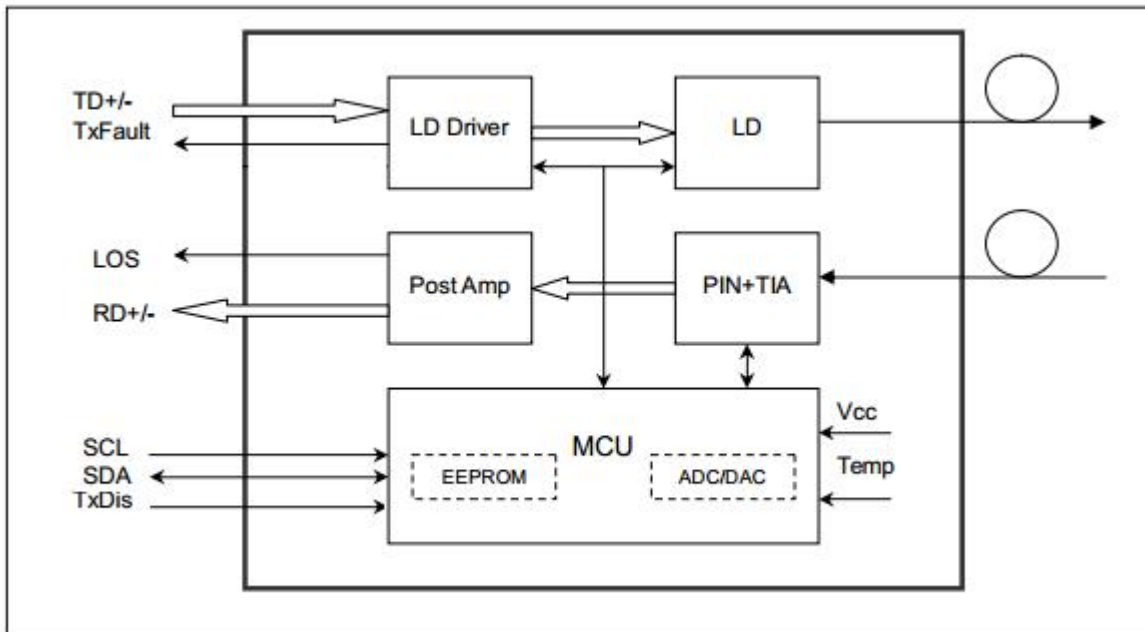 TD+/-
TxFault
LD Driver
LD
LOS
RD+/-
Post Amp
PIN+TIA
SCL
SDA
TxDis
MCU
EEPROM
ADC/DAC
Vcc
Temp